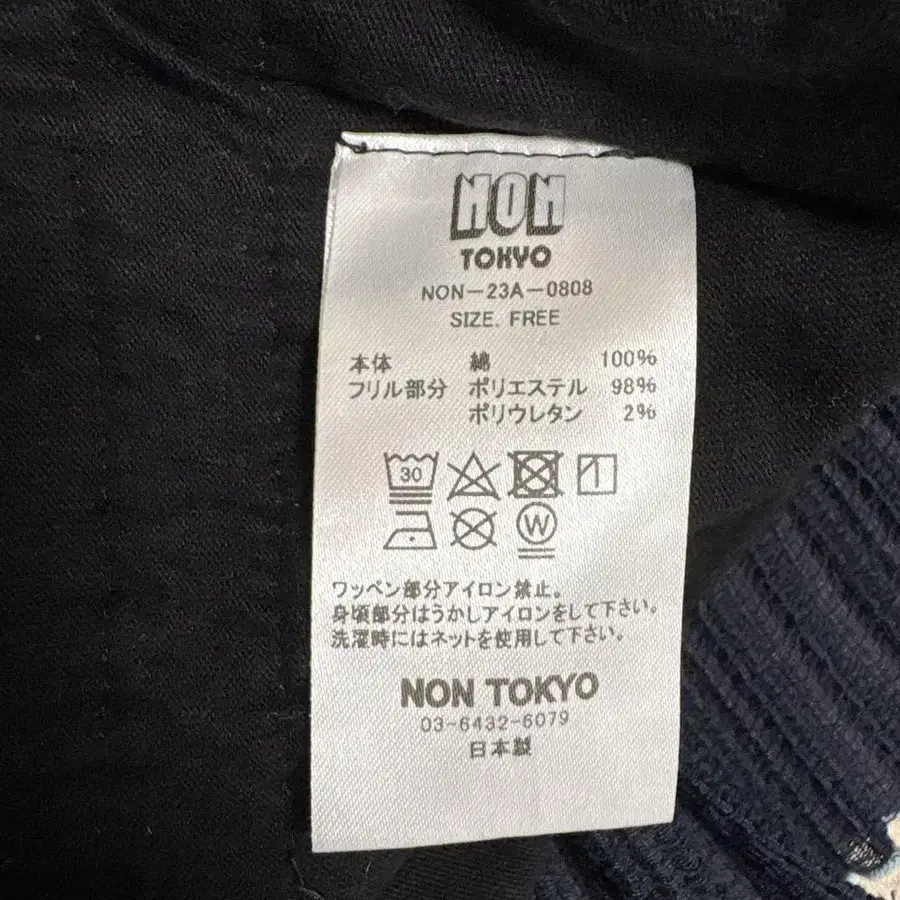 NON
TOKYO
NON-23A-0808
SIZE. FREE
本体 綿 100%
フリル部分 ポリエステル 98%
ポリウレタン 2%
30
W
ワッペン部分アイロン禁止。
身頃部分はうかしアイロンをして下さい。
洗濯時にはネットを使用して下さい。
NON TOKYO
03-6432-6079
日本製